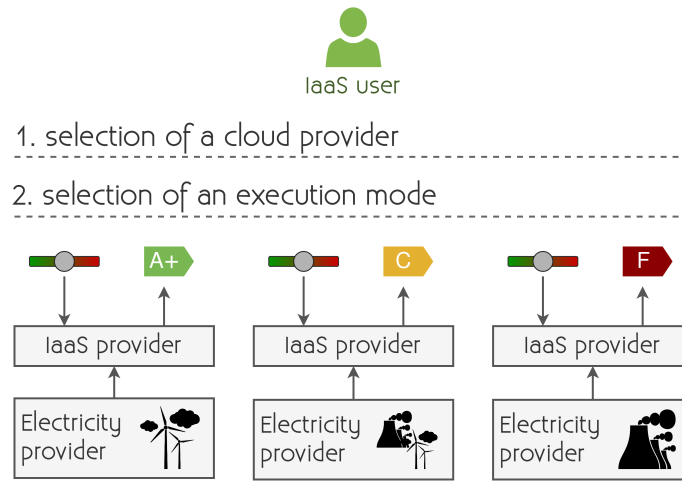 IaaS user
1. selection of a cloud provider
2. selection of an execution mode
A+ C F
IaaS provider IaaS provider IaaS provider
Electricity provider
Electricity provider
Electricity provider